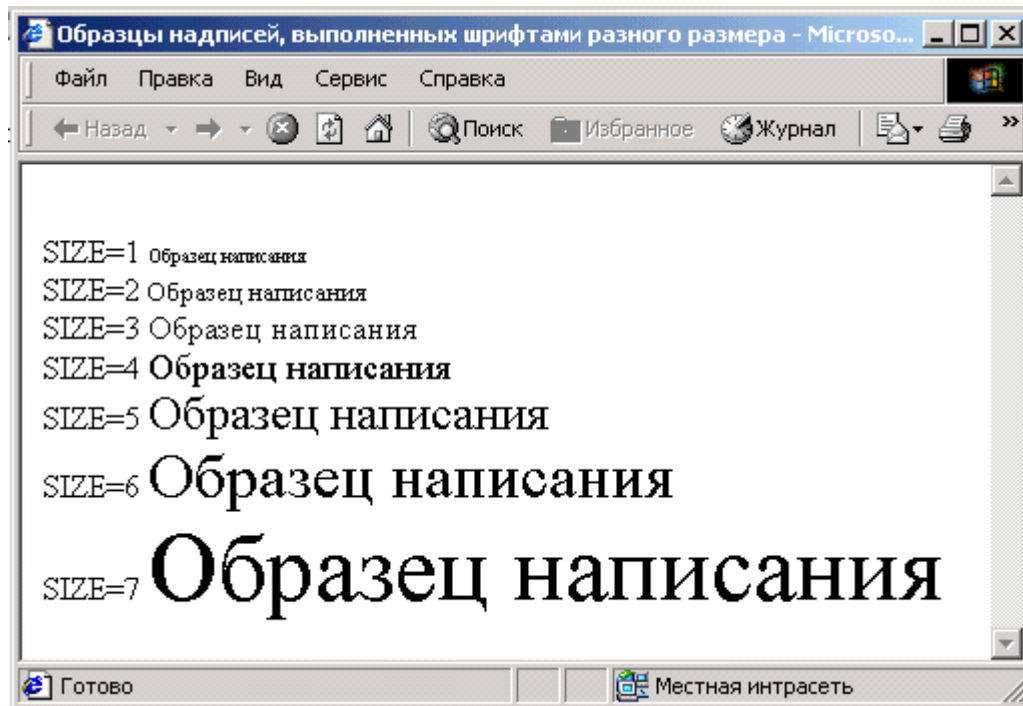 Образцы надписей, выполненных шрифтами разного размера - Microso...
Файл Правка Вид Сервис Справка
Назад Поиск Избранное Журнал »
SIZE=1 Образец написания
SIZE=2 Образец написания
SIZE=3 Образец написания
SIZE=4 Образец написания
SIZE=5 Образец написания
SIZE=6 Образец написания
SIZE=7 Образец написания
Готово Местная интрасеть